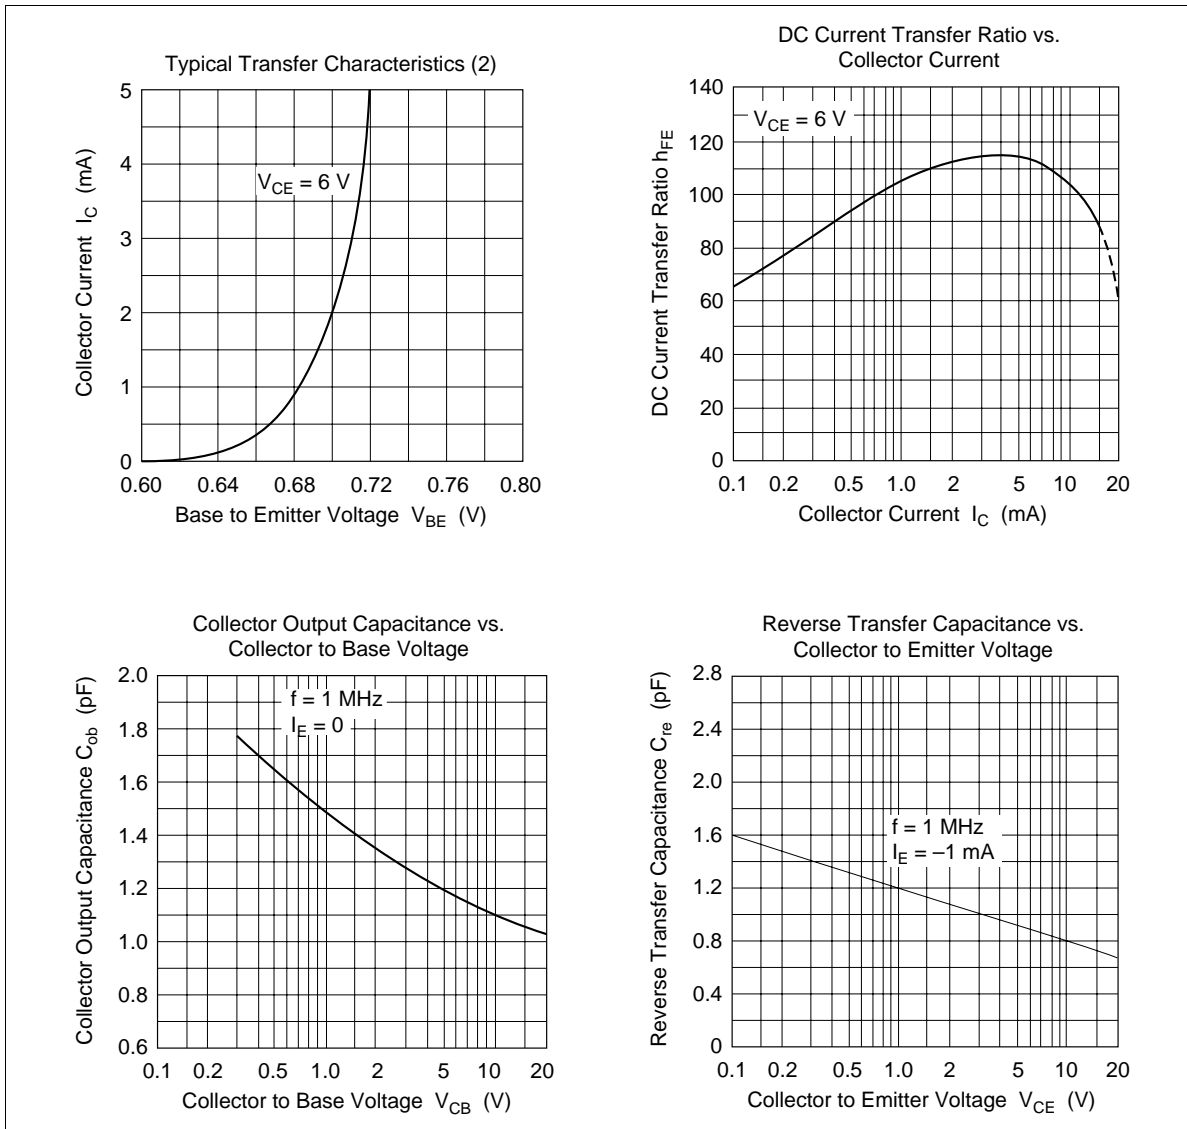 Typical Transfer Characteristics (2)
5
4
3
2
1
0
Collector Current I_C (mA)
V_CE = 6 V
0.60 0.64 0.68 0.72 0.76 0.80
Base to Emitter Voltage V_BE (V)
DC Current Transfer Ratio vs.
Collector Current
140
120
100
80
60
40
20
0
DC Current Transfer Ratio h_FE
V_CE = 6 V
0.1 0.2 0.5 1.0 2 5 10 20
Collector Current I_C (mA)
Collector Output Capacitance vs.
Collector to Base Voltage
2.0
1.8
1.6
1.4
1.2
1.0
0.8
0.6
Collector Output Capacitance C_ob (pF)
f = 1 MHz
I_E = 0
0.1 0.2 0.5 1.0 2 5 10 20
Collector to Base Voltage V_CB (V)
Reverse Transfer Capacitance vs.
Collector to Emitter Voltage
2.8
2.4
2.0
1.6
1.2
0.8
0.4
0
Reverse Transfer Capacitance C_re (pF)
f = 1 MHz
I_E = –1 mA
0.1 0.2 0.5 1.0 2 5 10 20
Collector to Emitter Voltage V_CE (V)